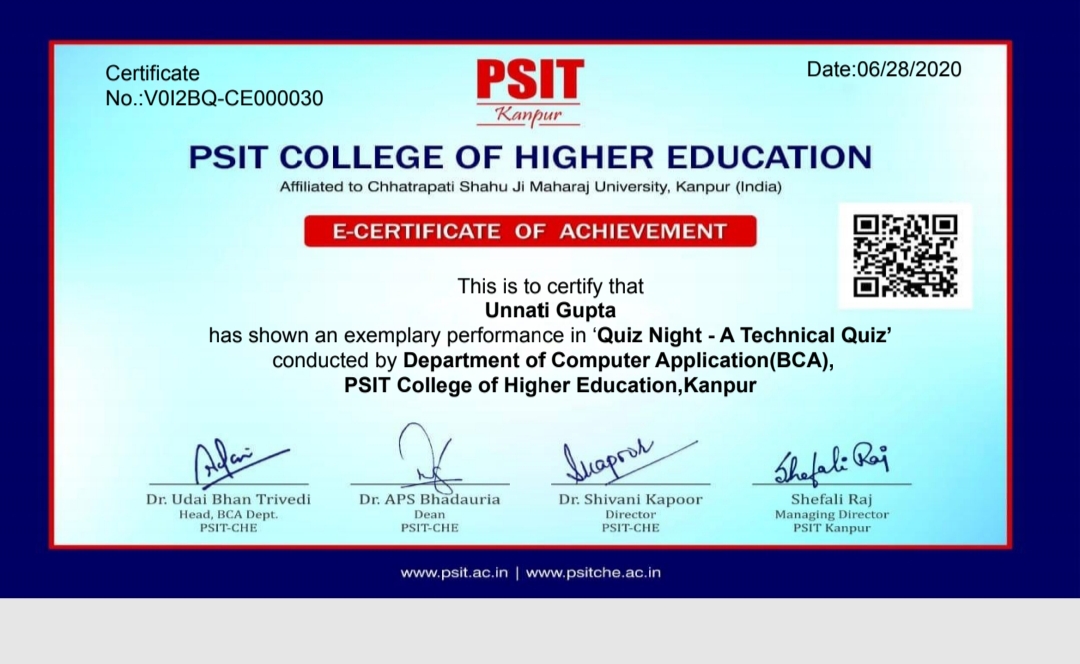 Certificate
No.:V0I2BQ-CE000030
PSIT
Kanpur
Date:06/28/2020
PSIT COLLEGE OF HIGHER EDUCATION
Affiliated to Chhatrapati Shahu Ji Maharaj University, Kanpur (India)
E-CERTIFICATE OF ACHIEVEMENT
This is to certify that
Unnati Gupta
has shown an exemplary performance in ‘Quiz Night - A Technical Quiz’
conducted by Department of Computer Application(BCA),
PSIT College of Higher Education,Kanpur
Shefali Raj
Dr. Udai Bhan Trivedi
Head, BCA Dept.
PSIT-CHE
Dr. APS Bhadauria
Dean
PSIT-CHE
Dr. Shivani Kapoor
Director
PSIT-CHE
Shefali Raj
Managing Director
PSIT Kanpur
www.psit.ac.in | www.psitche.ac.in